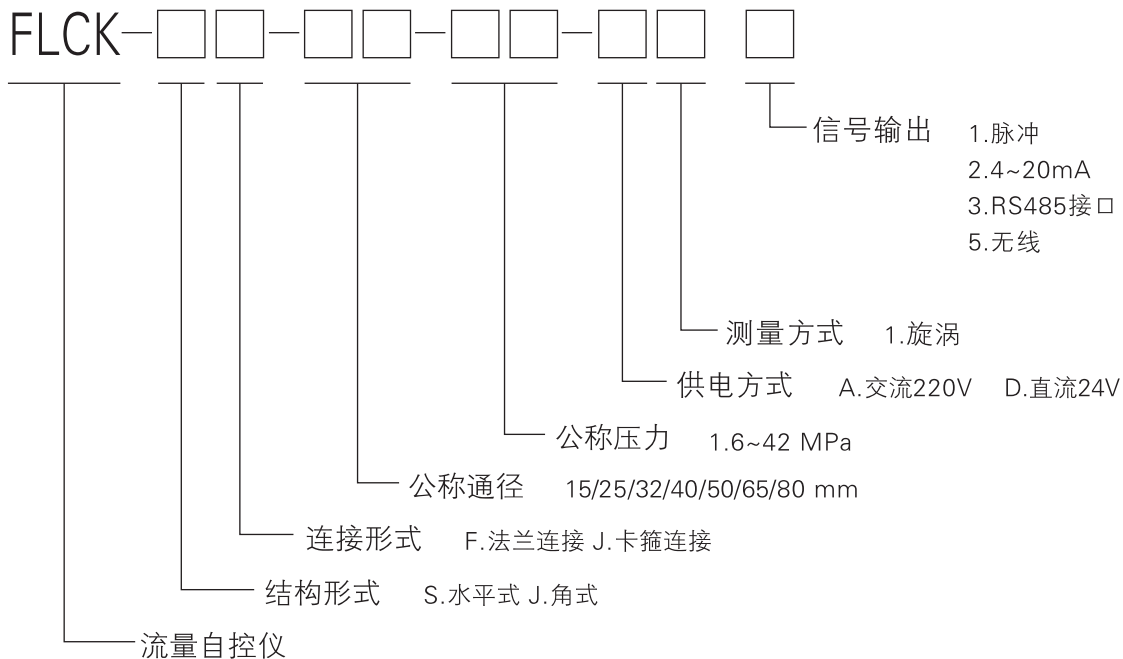 FLCK—□□—□□—□□—□□ □
信号输出 1.脉冲
2.4~20mA
3.RS485接口
5.无线
测量方式 1.旋涡
供电方式 A.交流220V D.直流24V
公称压力 1.6~42 MPa
公称通径 15/25/32/40/50/65/80 mm
连接形式 F.法兰连接 J.卡箍连接
结构形式 S.水平式 J.角式
流量自控仪